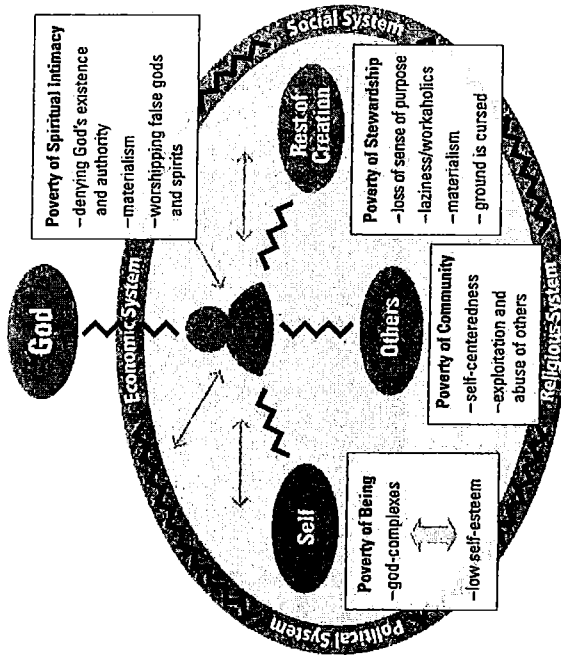 God
Economic System
Social System
Religious System
Political System
Poverty of Spiritual Intimacy
–denying God's existence
and authority
–materialism
–worshipping false gods
and spirits
Self
Others
Rest of
Creation
Poverty of Being
–god-complexes
–low self-esteem
Poverty of Community
–self-centeredness
–exploitation and
abuse of others
Poverty of Stewardship
–loss of sense of purpose
–laziness/workaholics
–materialism
–ground is cursed